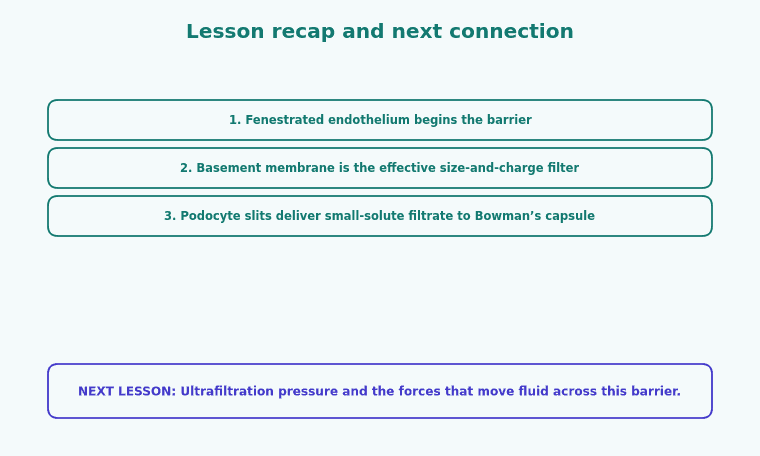 Lesson recap and next connection
1. Fenestrated endothelium begins the barrier
2. Basement membrane is the effective size-and-charge filter
3. Podocyte slits deliver small-solute filtrate to Bowman’s capsule
NEXT LESSON: Ultrafiltration pressure and the forces that move fluid across this barrier.